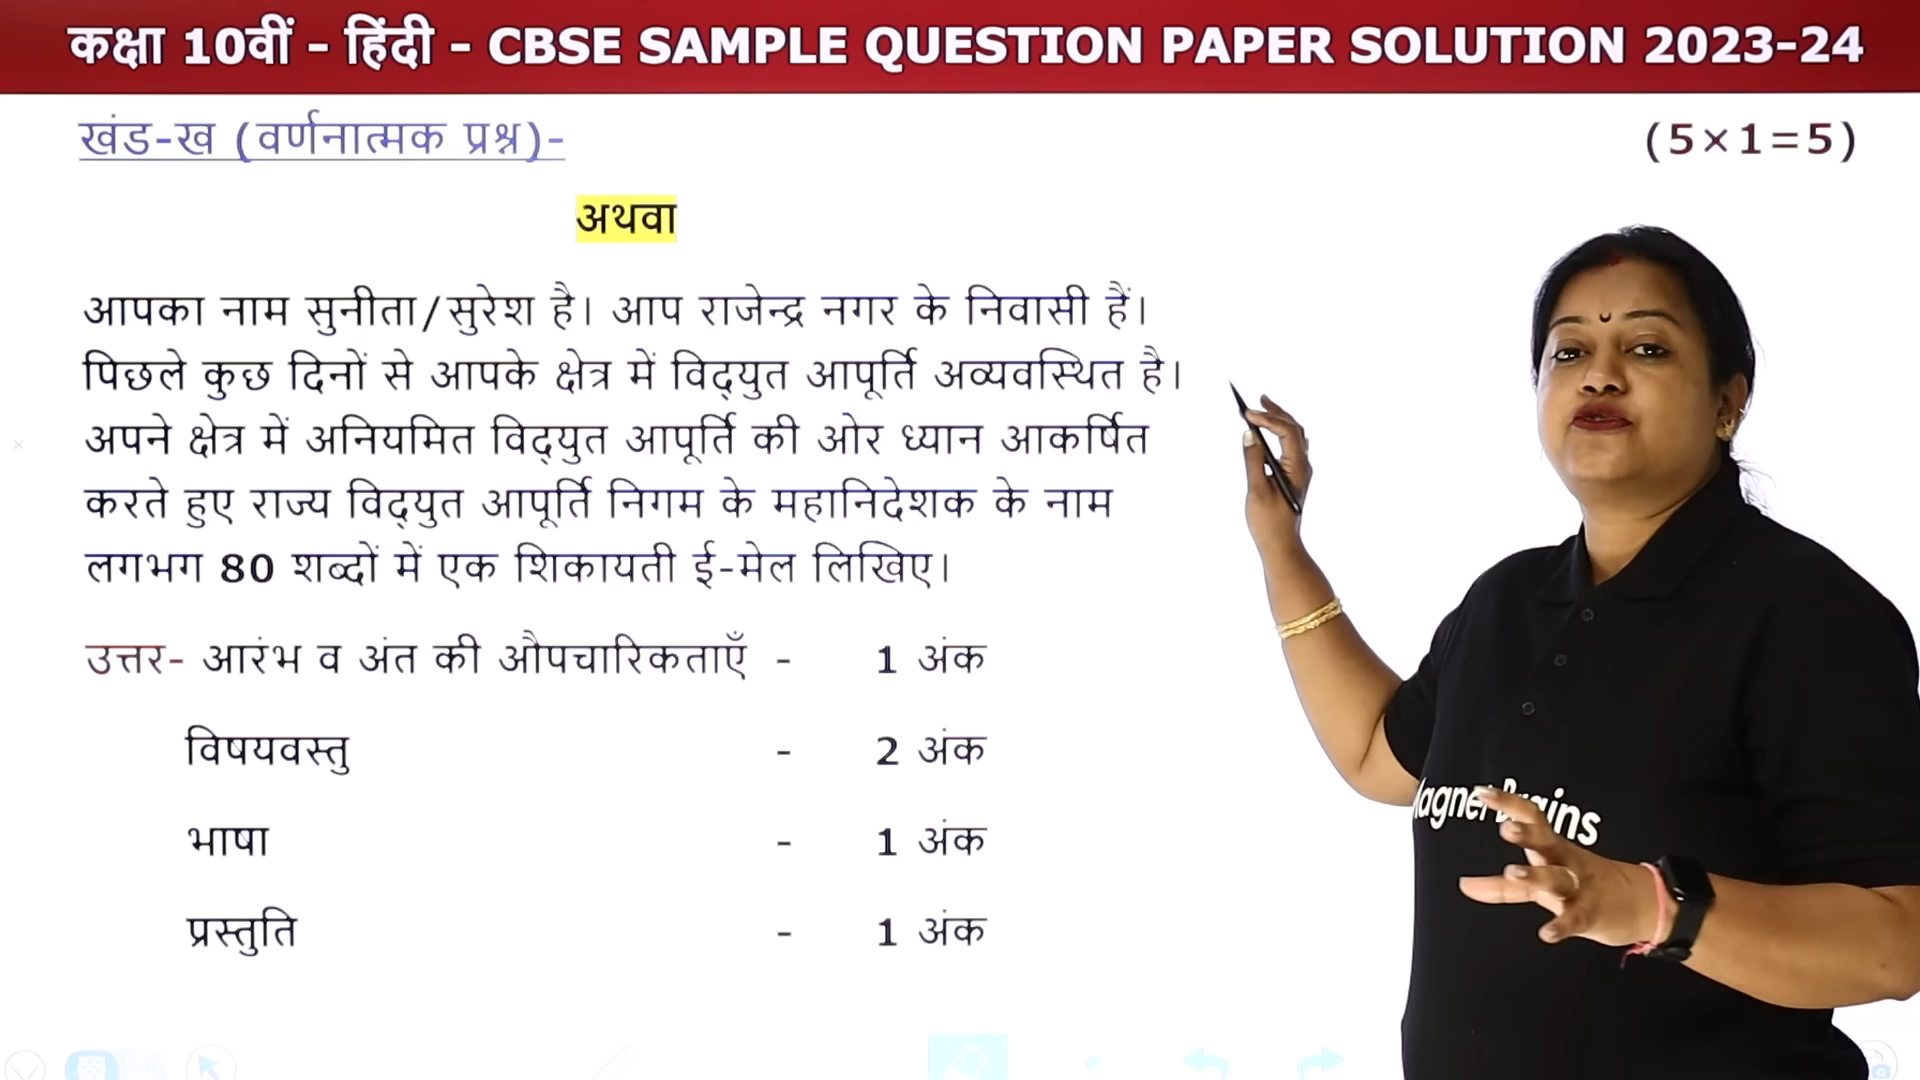 कक्षा 10वीं - हिंदी - CBSE SAMPLE QUESTION PAPER SOLUTION 2023-24
खंड-ख (वर्णनात्मक प्रश्न)- (5×1=5)
अथवा
आपका नाम सुनीता/सुरेश है। आप राजेन्द्र नगर के निवासी हैं।
पिछले कुछ दिनों से आपके क्षेत्र में विद्‌युत आपूर्ति अव्यवस्थित है।
अपने क्षेत्र में अनियमित विद्‌युत आपूर्ति की ओर ध्यान आकर्षित
करते हुए राज्य विद्‌युत आपूर्ति निगम के महानिदेशक के नाम
लगभग 80 शब्दों में एक शिकायती ई-मेल लिखिए।
उत्तर- आरंभ व अंत की औपचारिकताएँ - 1 अंक
विषयवस्तु - 2 अंक
भाषा - 1 अंक
प्रस्तुति - 1 अंक
Magnet Brains